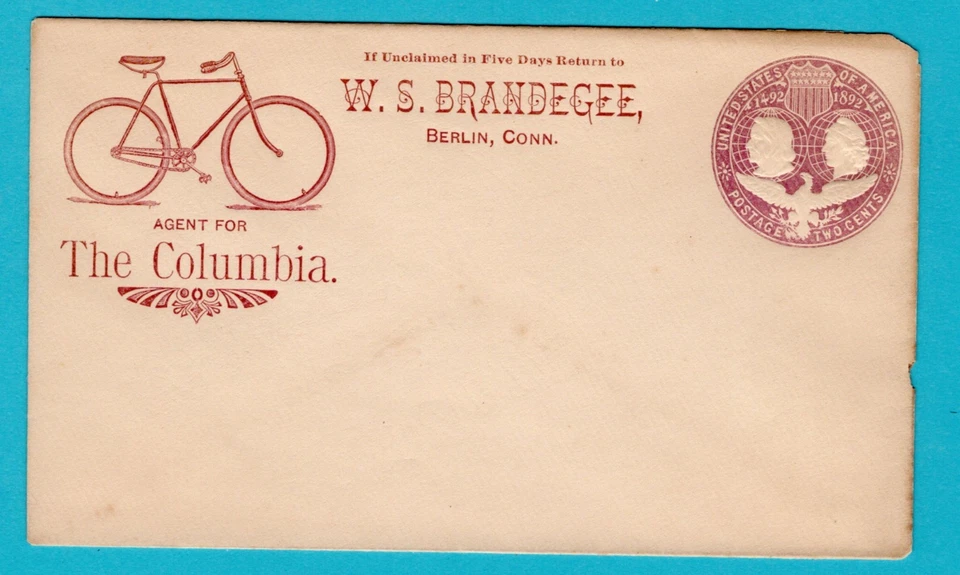 If Unclaimed in Five Days Return to
W. S. BRANDEGEE,
BERLIN, CONN.
AGENT FOR
The Columbia.
UNITED STATES OF AMERICA
1492 1892
POSTAGE TWO CENTS